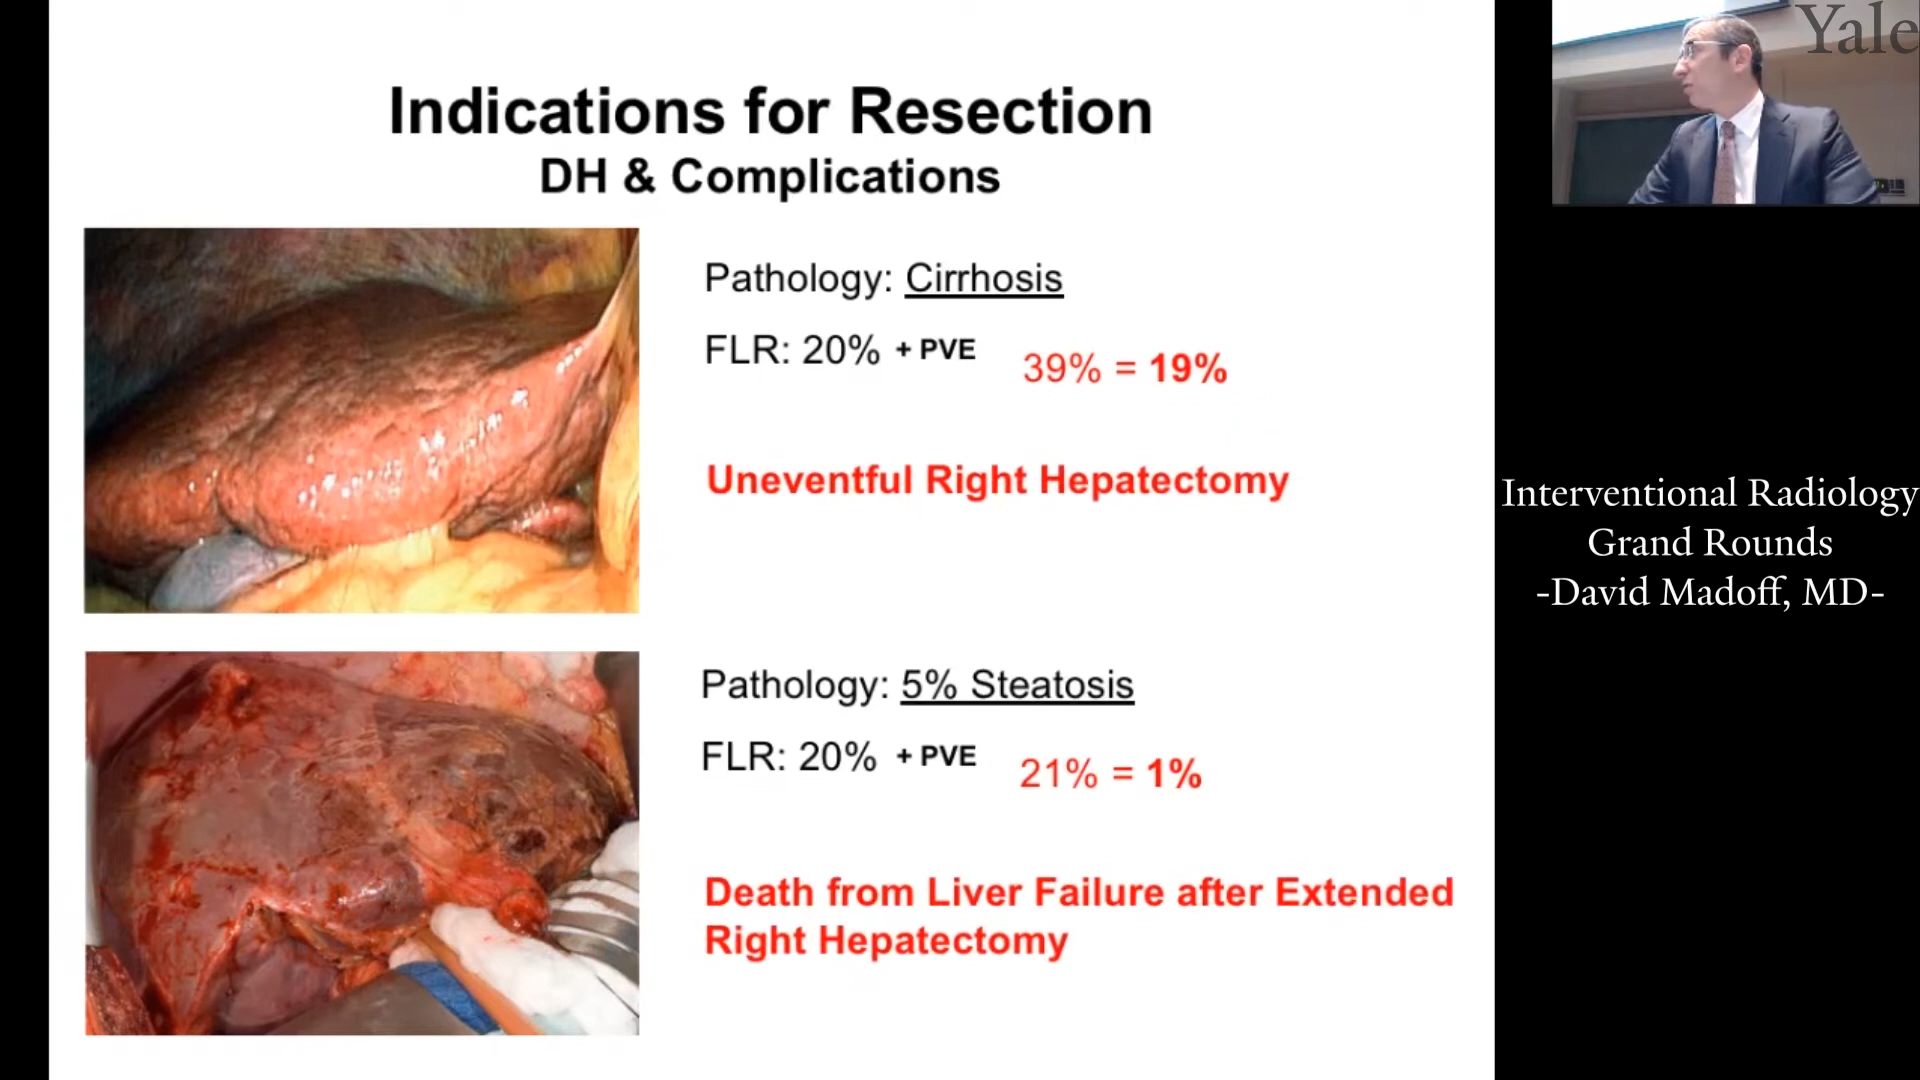 Indications for Resection
DH & Complications
Pathology: Cirrhosis
FLR: 20% + PVE 39% = 19%
Uneventful Right Hepatectomy
Pathology: 5% Steatosis
FLR: 20% + PVE 21% = 1%
Death from Liver Failure after Extended
Right Hepatectomy
Yale
Interventional Radiology
Grand Rounds
-David Madoff, MD-